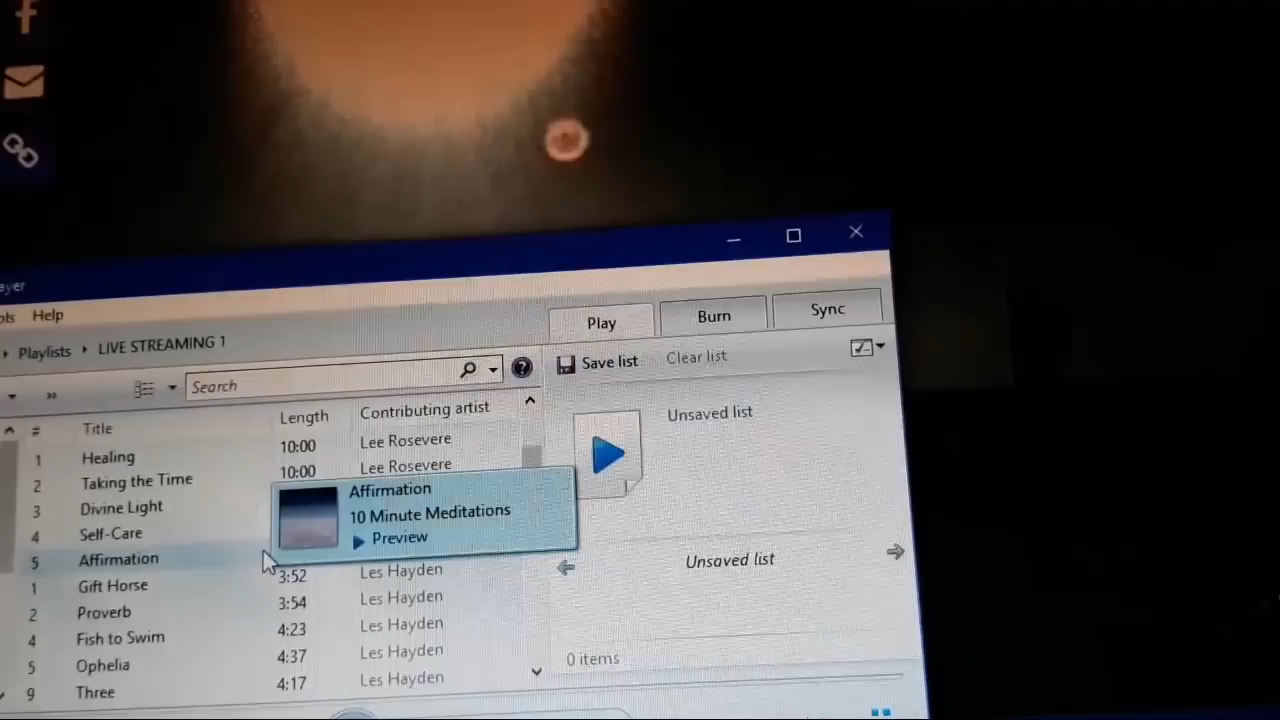 ayer
ols Help
Playlists LIVE STREAMING 1
Search
Play Burn Sync
Save list Clear list
# Title Length Contributing artist
1 Healing 10:00 Lee Rosevere
2 Taking the Time 10:00 Lee Rosevere
3 Divine Light
4 Self-Care
5 Affirmation
1 Gift Horse 3:52 Les Hayden
2 Proverb 3:54 Les Hayden
4 Fish to Swim 4:23 Les Hayden
5 Ophelia 4:37 Les Hayden
9 Three 4:17 Les Hayden
Affirmation
10 Minute Meditations
Preview
Unsaved list
Unsaved list
0 items